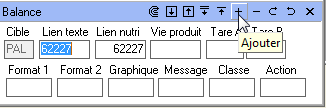 Balance
Cible Lien texte Lien nutri Vie produit Tare A Tare B
PAL 62227 62227
Ajouter
Format 1 Format 2 Graphique Message Classe Action